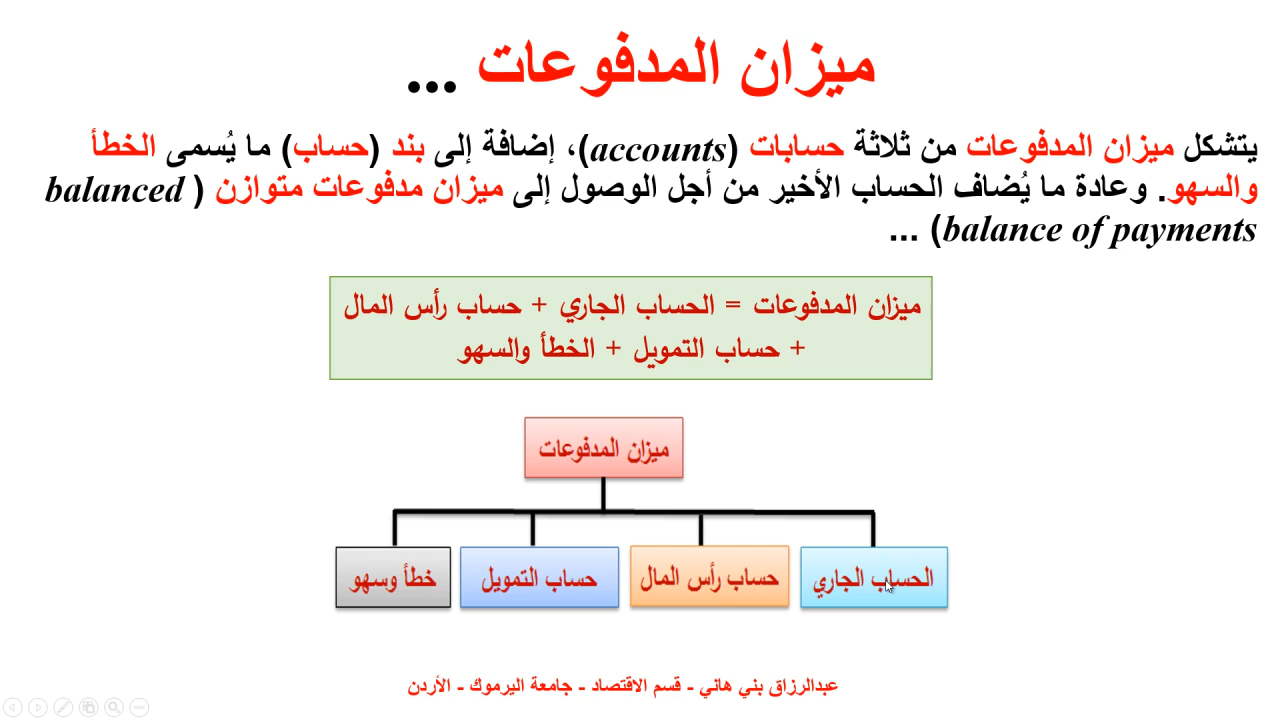 ميزان المدفوعات ...
يتشكل ميزان المدفوعات من ثلاثة حسابات (accounts)، إضافة إلى بند (حساب) ما يُسمى الخطأ
والسهو. وعادة ما يُضاف الحساب الأخير من أجل الوصول إلى ميزان مدفوعات متوازن (balanced
balance of payments) ...
ميزان المدفوعات = الحساب الجاري + حساب رأس المال
+ حساب التمويل + الخطأ والسهو
ميزان المدفوعات
الحساب الجاري
حساب رأس المال
حساب التمويل
خطأ وسهو
عبدالرزاق بني هاني - قسم الاقتصاد - جامعة اليرموك - الأردن